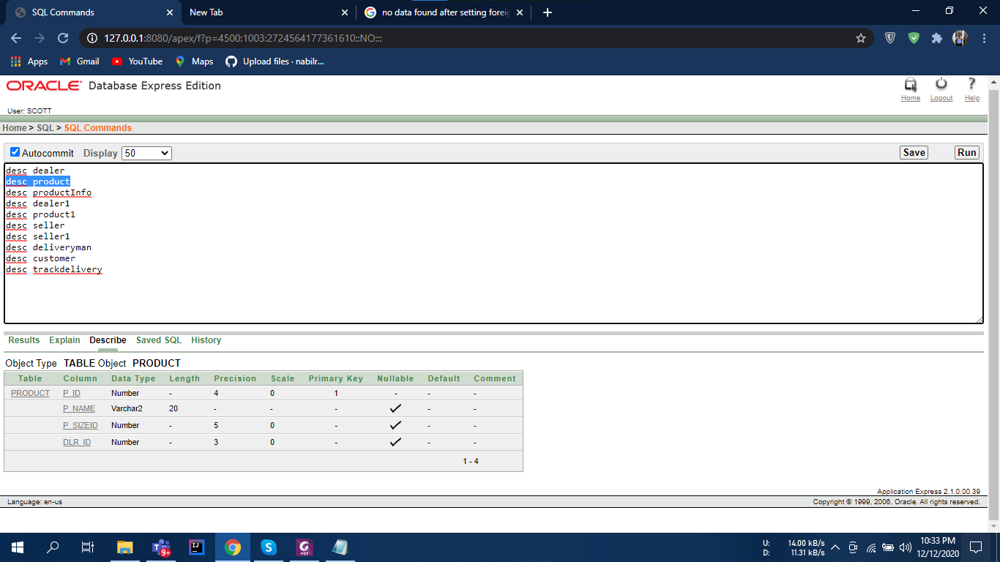 SQL Commands
New Tab
no data found after setting foreig
127.0.0.1:8080/apex/f?p=4500:1003:2724564177361610::NO:::
Apps Gmail YouTube Maps Upload files · nabilr...
ORACLE Database Express Edition
Home Logout Help
User: SCOTT
Home > SQL > SQL Commands
Autocommit Display 50 Save Run
desc dealer
desc product
desc productInfo
desc dealer1
desc product1
desc seller
desc seller1
desc deliveryman
desc customer
desc trackdelivery
Results Explain Describe Saved SQL History
Object Type TABLE Object PRODUCT
Table Column Data Type Length Precision Scale Primary Key Nullable Default Comment
PRODUCT P_ID Number - 4 0 1 - - -
P_NAME Varchar2 20 - - - - -
P_SIZEID Number - 5 0 - - -
DLR_ID Number - 3 0 - - -
1 - 4
Application Express 2.1.0.00.39
Language: en-us Copyright © 1999, 2006, Oracle. All rights reserved.
9+ IJ S PDF
U: 14.00 kB/s
D: 11.31 kB/s
10:33 PM
12/12/2020